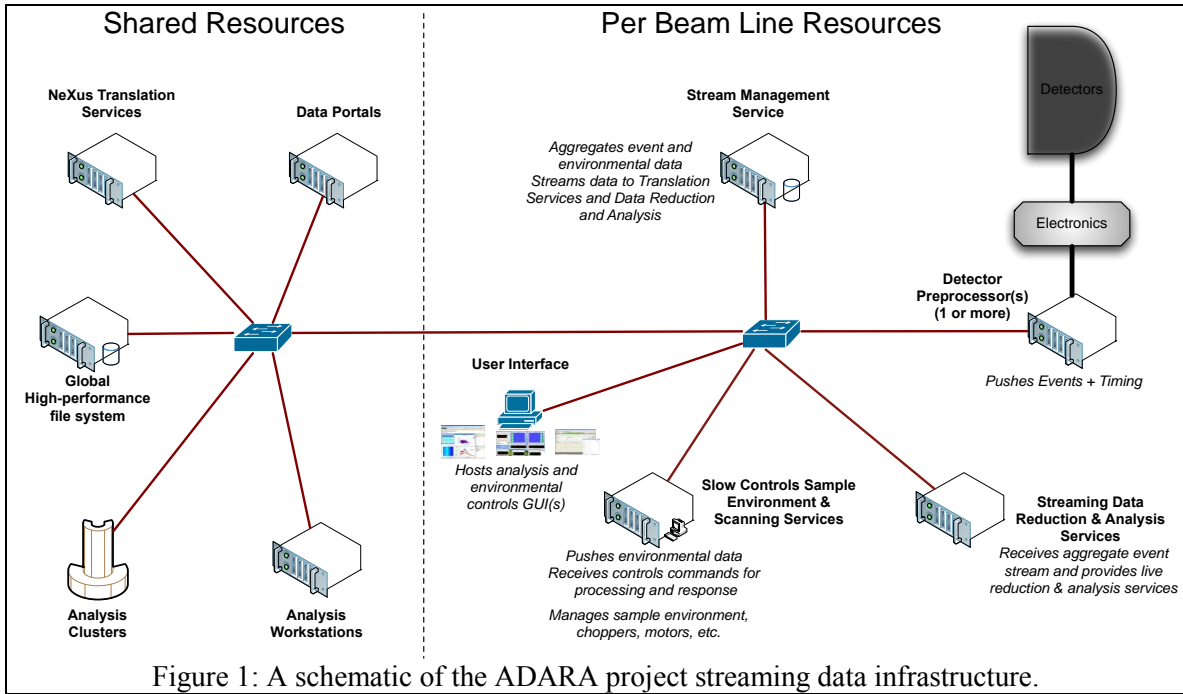 Shared Resources
Per Beam Line Resources
NeXus Translation
Services
Data Portals
Stream Management
Service
Aggregates event and
environmental data
Streams data to Translation
Services and Data Reduction
and Analysis
Detectors
Electronics
Detector
Preprocessor(s)
(1 or more)
Pushes Events + Timing
Global
High-performance
file system
User Interface
Hosts analysis and
environmental
controls GUI(s)
Slow Controls Sample
Environment &
Scanning Services
Pushes environmental data
Receives controls commands for
processing and response
Manages sample environment,
choppers, motors, etc.
Streaming Data
Reduction & Analysis
Services
Receives aggregate event
stream and provides live
reduction & analysis services
Analysis
Clusters
Analysis
Workstations
Figure 1: A schematic of the ADARA project streaming data infrastructure.